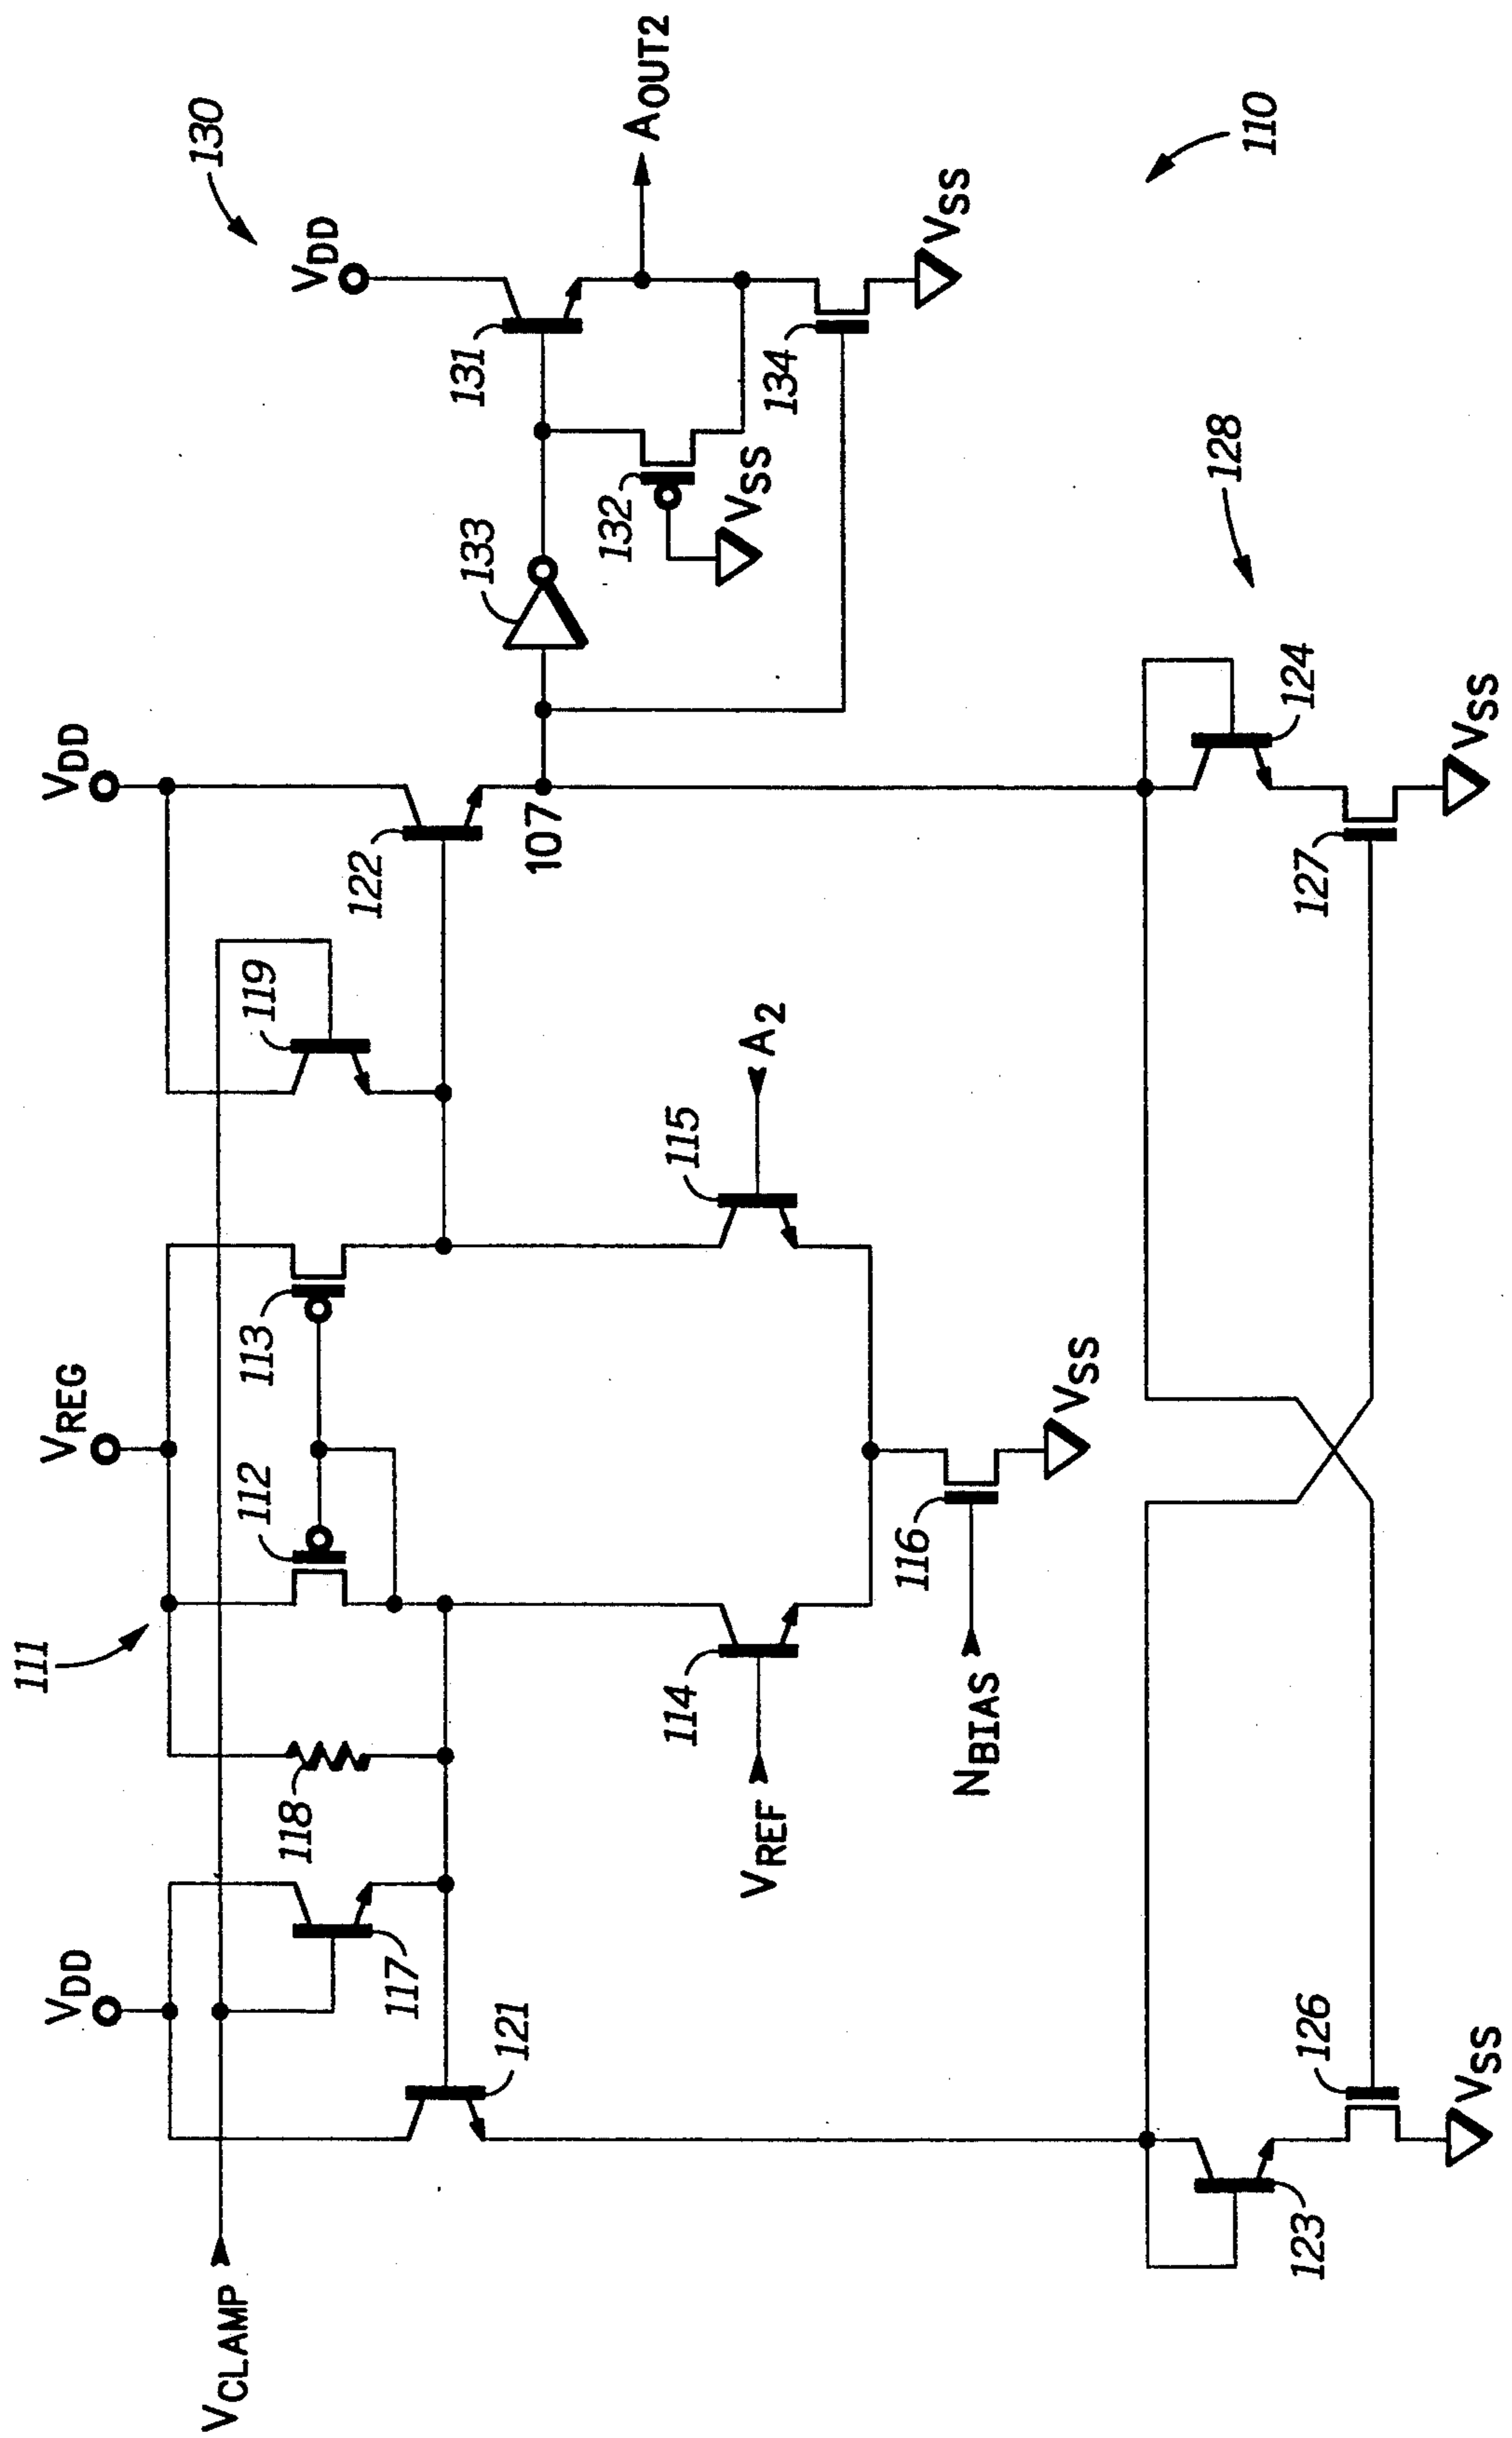 111
VDD
VREG
VDD
130
VCLAMP
112
113
119
118
VDD
122
117
133
131
121
107
132
AOUT2
114
115
VSS
VREF
A2
134
116
VSS
NBIAS
VSS
128
110
123
126
127
124
VSS
VSS